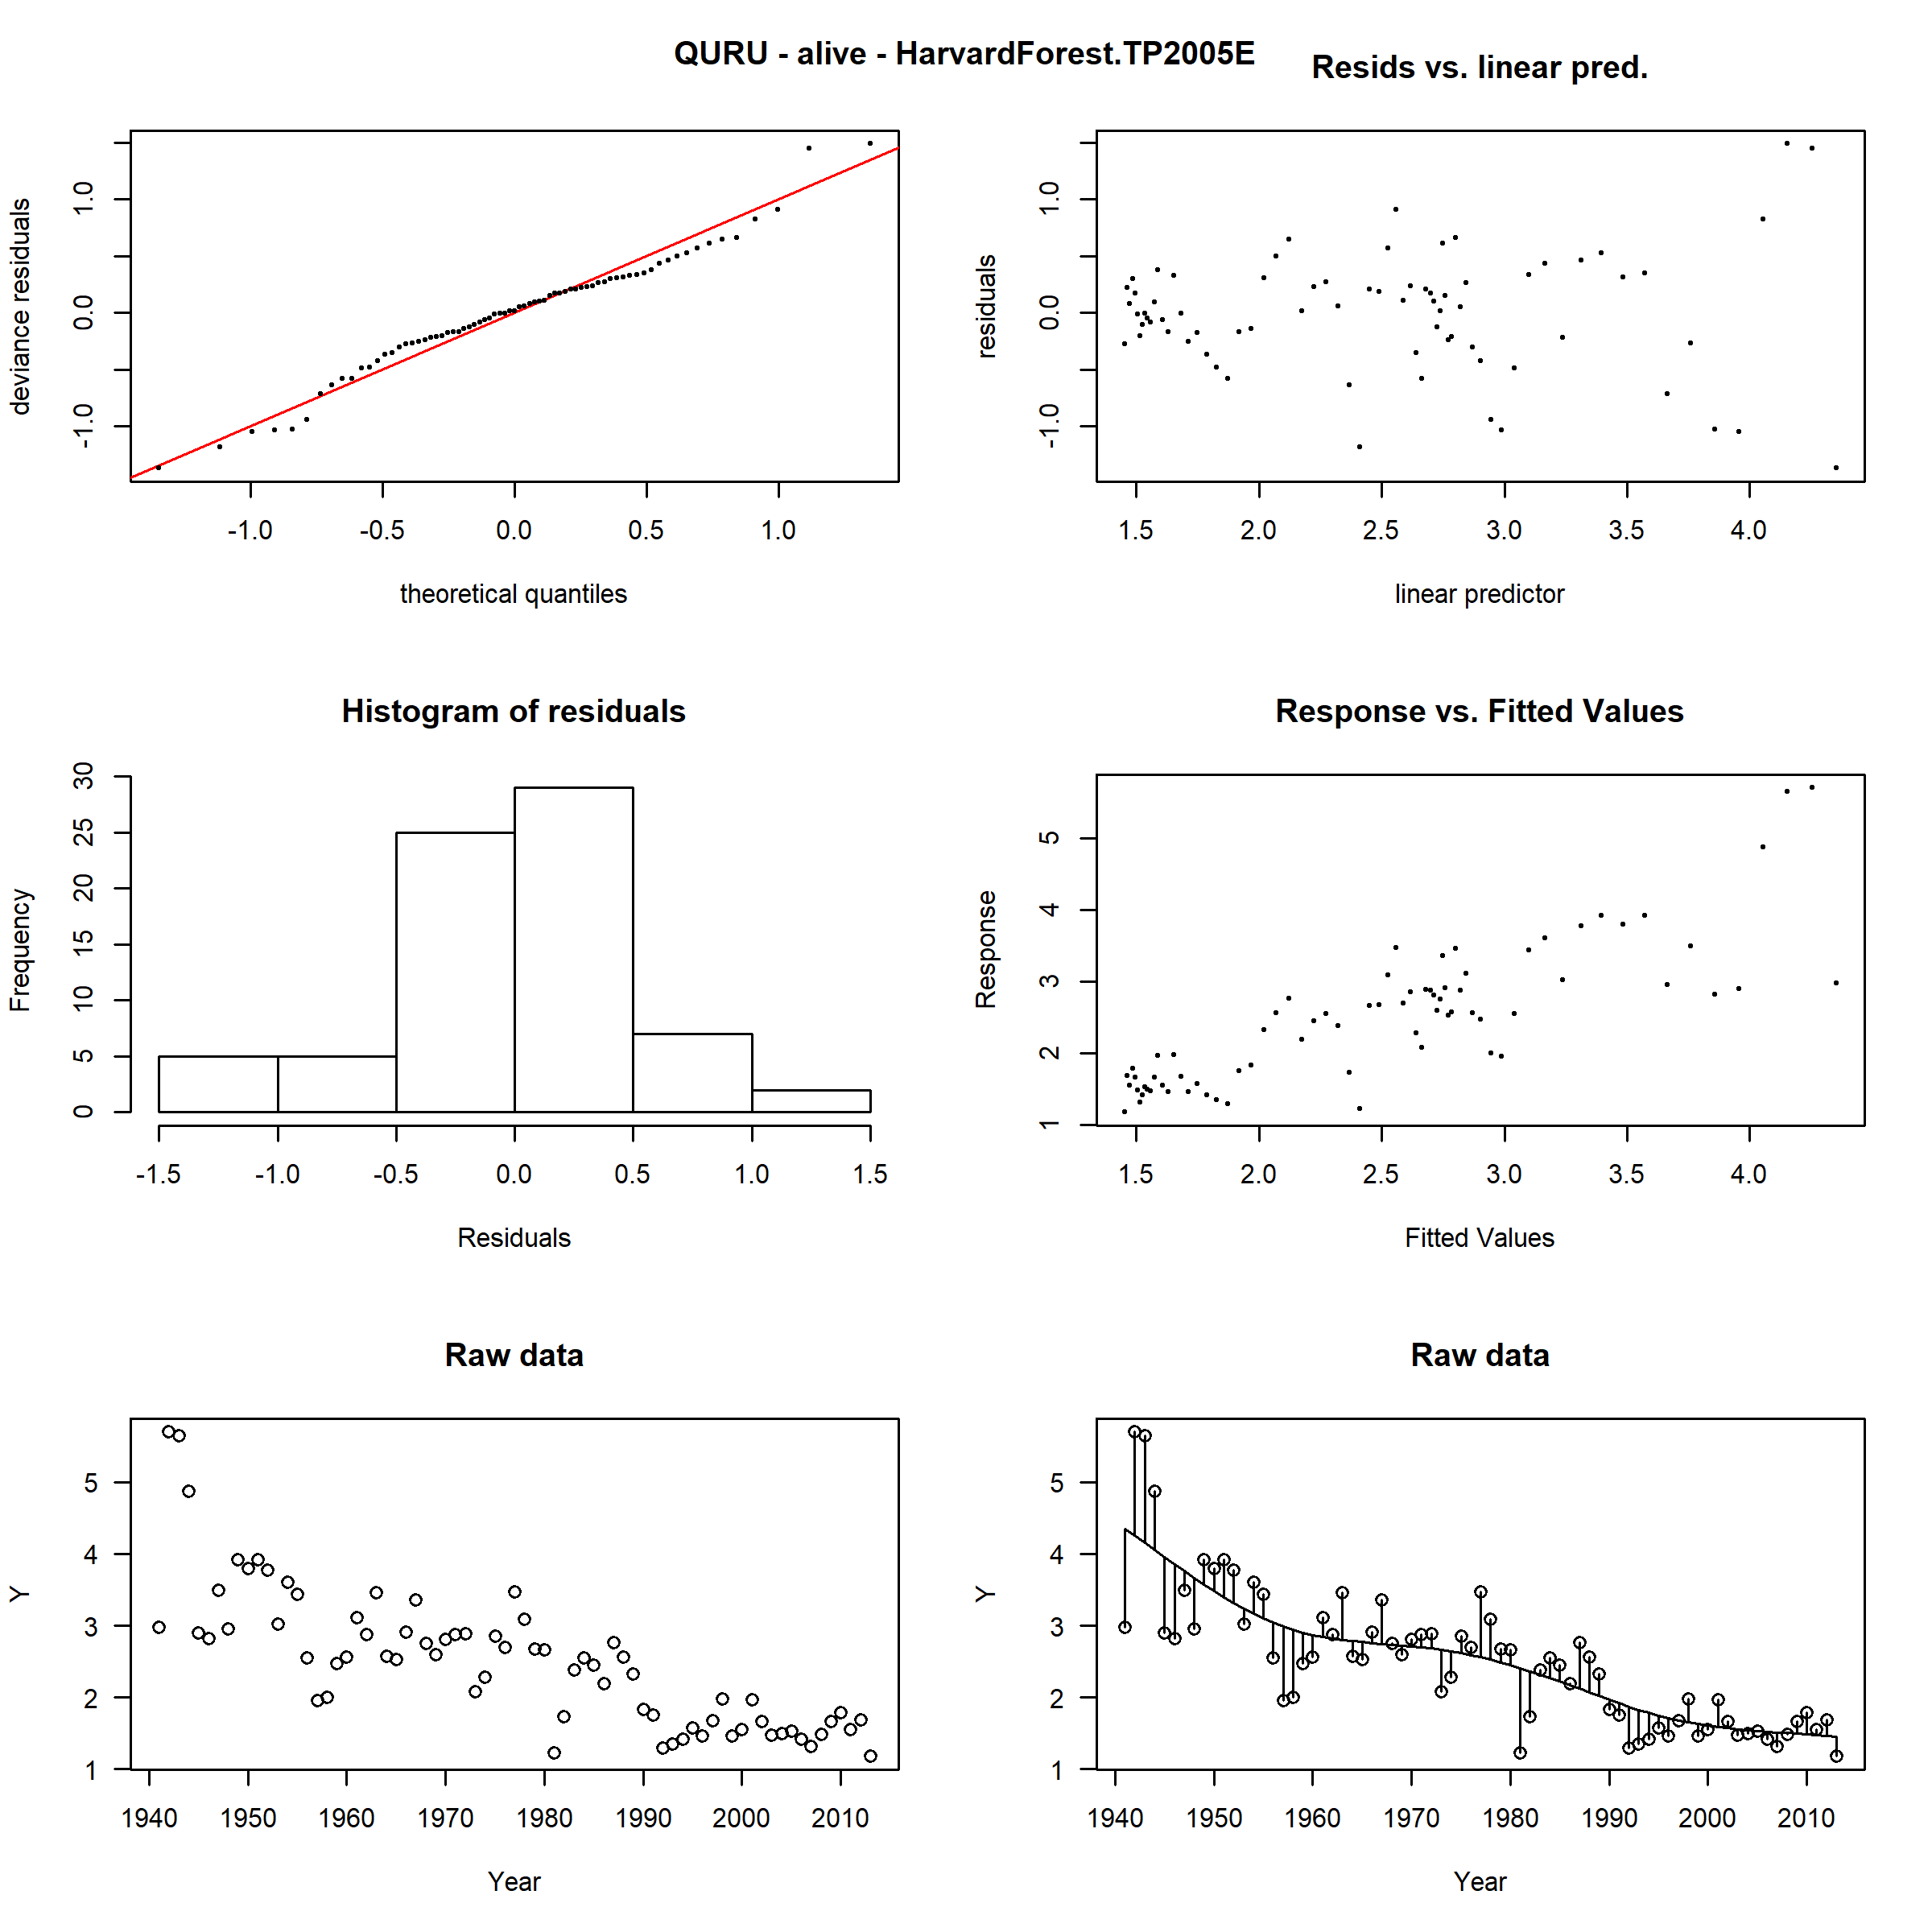 QURU - alive - HarvardForest.TP2005E
Resids vs. linear pred.
deviance residuals
-1.0 0.0 1.0
-1.0 -0.5 0.0 0.5 1.0
theoretical quantiles
residuals
-1.0 0.0 1.0
1.5 2.0 2.5 3.0 3.5 4.0
linear predictor
Histogram of residuals
Frequency
0 5 10 15 20 25 30
-1.5 -1.0 -0.5 0.0 0.5 1.0 1.5
Residuals
Response vs. Fitted Values
Response
1 2 3 4 5
1.5 2.0 2.5 3.0 3.5 4.0
Fitted Values
Raw data
Y
5
4
3
2
1
1940 1950 1960 1970 1980 1990 2000 2010
Year
Raw data
Y
5
4
3
2
1
1940 1950 1960 1970 1980 1990 2000 2010
Year